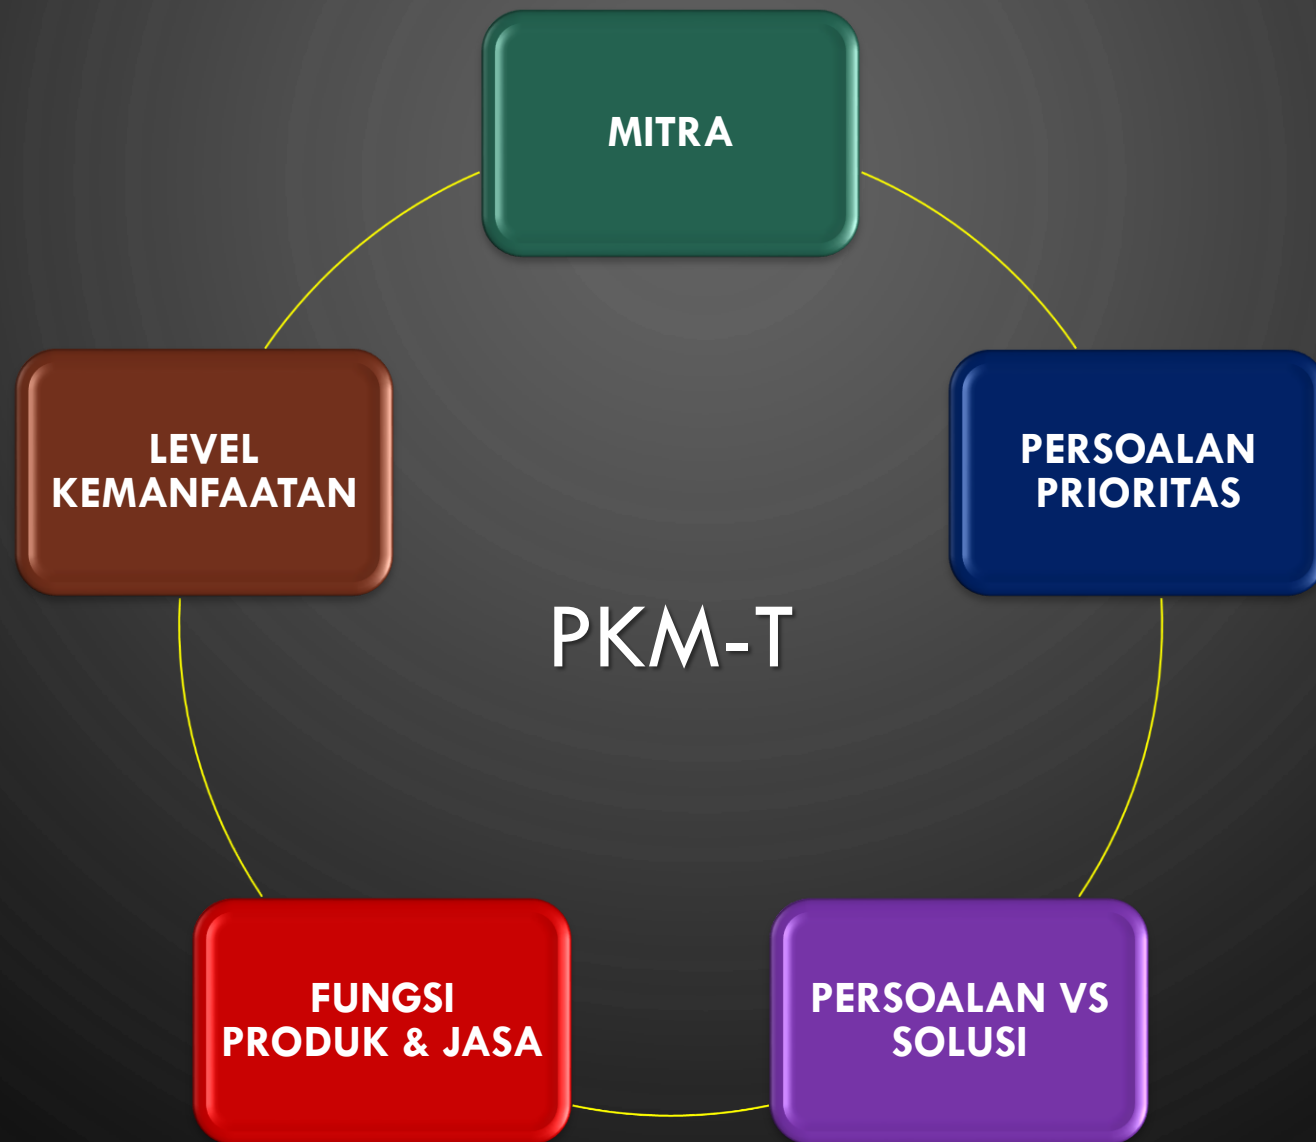 MITRA
LEVEL
KEMANFAATAN
PERSOALAN
PRIORITAS
PKM-T
FUNGSI
PRODUK & JASA
PERSOALAN VS
SOLUSI